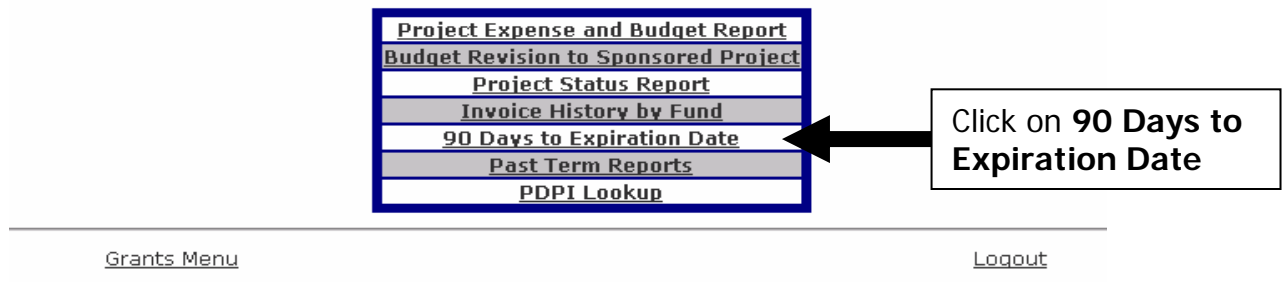 Project Expense and Budget Report
Budget Revision to Sponsored Project
Project Status Report
Invoice History by Fund
90 Days to Expiration Date
Past Term Reports
PDPI Lookup
Click on 90 Days to
Expiration Date
Grants Menu
Logout